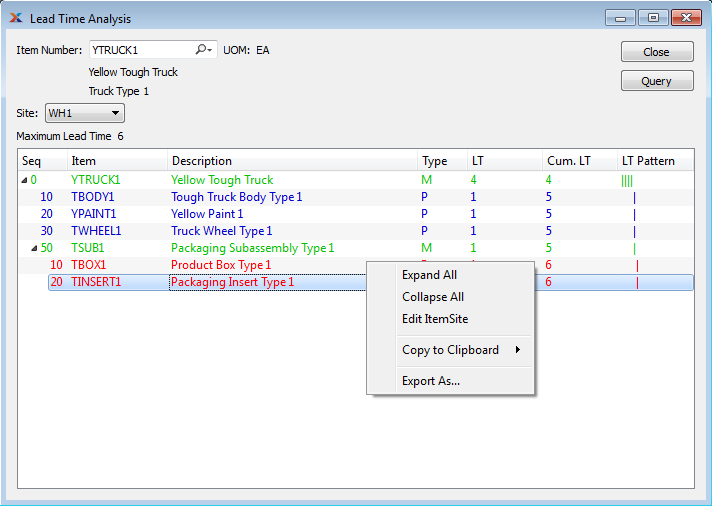 Lead Time Analysis
Item Number: YTRUCK1 UOM: EA
Close
Yellow Tough Truck
Query
Truck Type 1
Site: WH1
Maximum Lead Time 6
Seq Item Description Type LT Cum. LT LT Pattern
0 YTRUCK1 Yellow Tough Truck M 4 4 ||||
10 TBODY1 Tough Truck Body Type 1 P 1 5 |
20 YPAINT1 Yellow Paint 1 P 1 5 |
30 TWHEEL1 Truck Wheel Type 1 P 1 5 |
50 TSUB1 Packaging Subassembly Type 1 M 1 5 |
10 TBOX1 Product Box Type 1 6 |
20 TINSERT1 Packaging Insert Type 1 6 |
Expand All
Collapse All
Edit ItemSite
Copy to Clipboard
Export As...